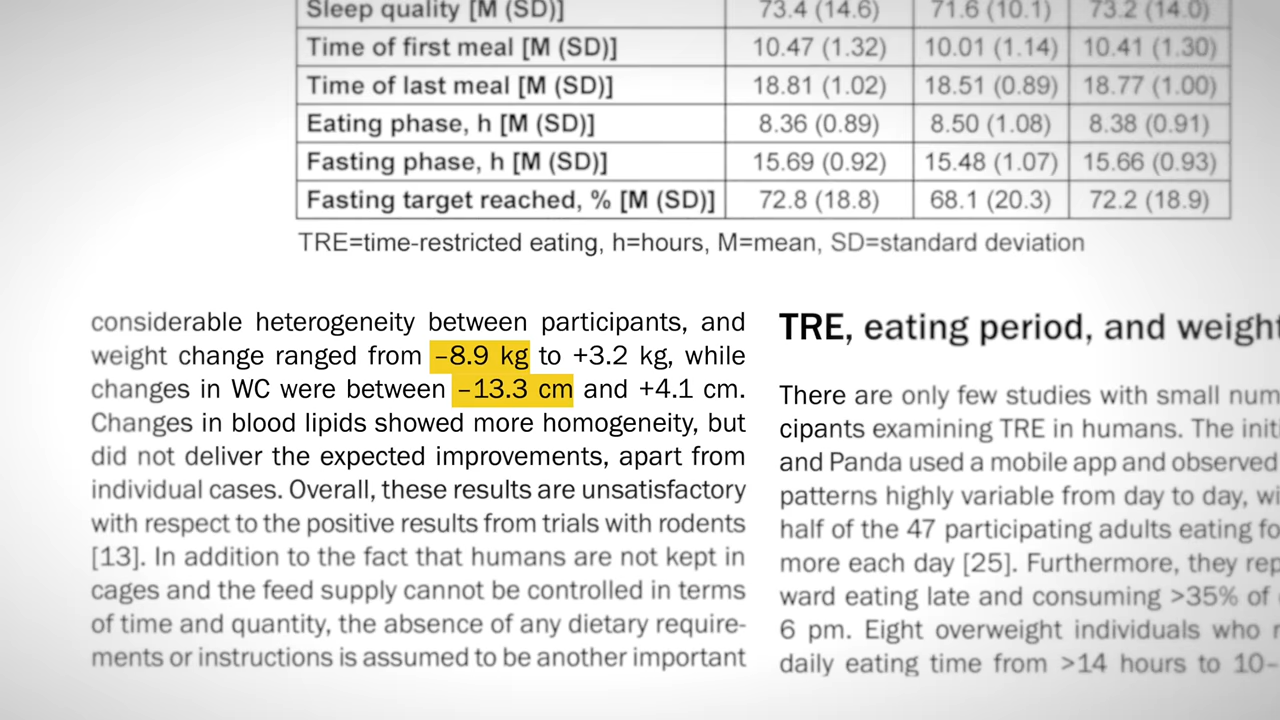 Sleep quality [M (SD)] 73.4 (14.6) 71.6 (10.1) 73.2 (14.0)
Time of first meal [M (SD)] 10.47 (1.32) 10.01 (1.14) 10.41 (1.30)
Time of last meal [M (SD)] 18.81 (1.02) 18.51 (0.89) 18.77 (1.00)
Eating phase, h [M (SD)] 8.36 (0.89) 8.50 (1.08) 8.38 (0.91)
Fasting phase, h [M (SD)] 15.69 (0.92) 15.48 (1.07) 15.66 (0.93)
Fasting target reached, % [M (SD)] 72.8 (18.8) 68.1 (20.3) 72.2 (18.9)
TRE=time-restricted eating, h=hours, M=mean, SD=standard deviation
considerable heterogeneity between participants, and
weight change ranged from –8.9 kg to +3.2 kg, while
changes in WC were between –13.3 cm and +4.1 cm.
Changes in blood lipids showed more homogeneity, but
did not deliver the expected improvements, apart from
individual cases. Overall, these results are unsatisfactory
with respect to the positive results from trials with rodents
[13]. In addition to the fact that humans are not kept in
cages and the feed supply cannot be controlled in terms
of time and quantity, the absence of any dietary require-
ments or instructions is assumed to be another important
TRE, eating period, and weight
There are only few studies with small num
cipants examining TRE in humans. The initi
and Panda used a mobile app and observed
patterns highly variable from day to day, wi
half of the 47 participating adults eating fo
more each day [25]. Furthermore, they rep
ward eating late and consuming >35% of
6 pm. Eight overweight individuals who
daily eating time from >14 hours to 10–